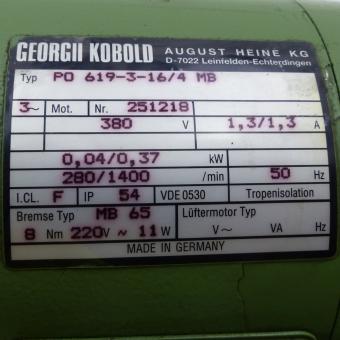 GEORGII KOBOLD AUGUST HEINE KG
D-7022 Leinfelden-Echterdingen
Typ PO 619-3-16/4 MB
3~ Mot. Nr. 251218
380 V 1,3/1,3 A
0,04/0,37 kW
280/1400 /min 50 Hz
I.CL. F IP 54 VDE 0530 Tropenisolation
Bremse Typ MB 65 Lüftermotor Typ
8 Nm 220V ~ 11W V~ VA Hz
MADE IN GERMANY